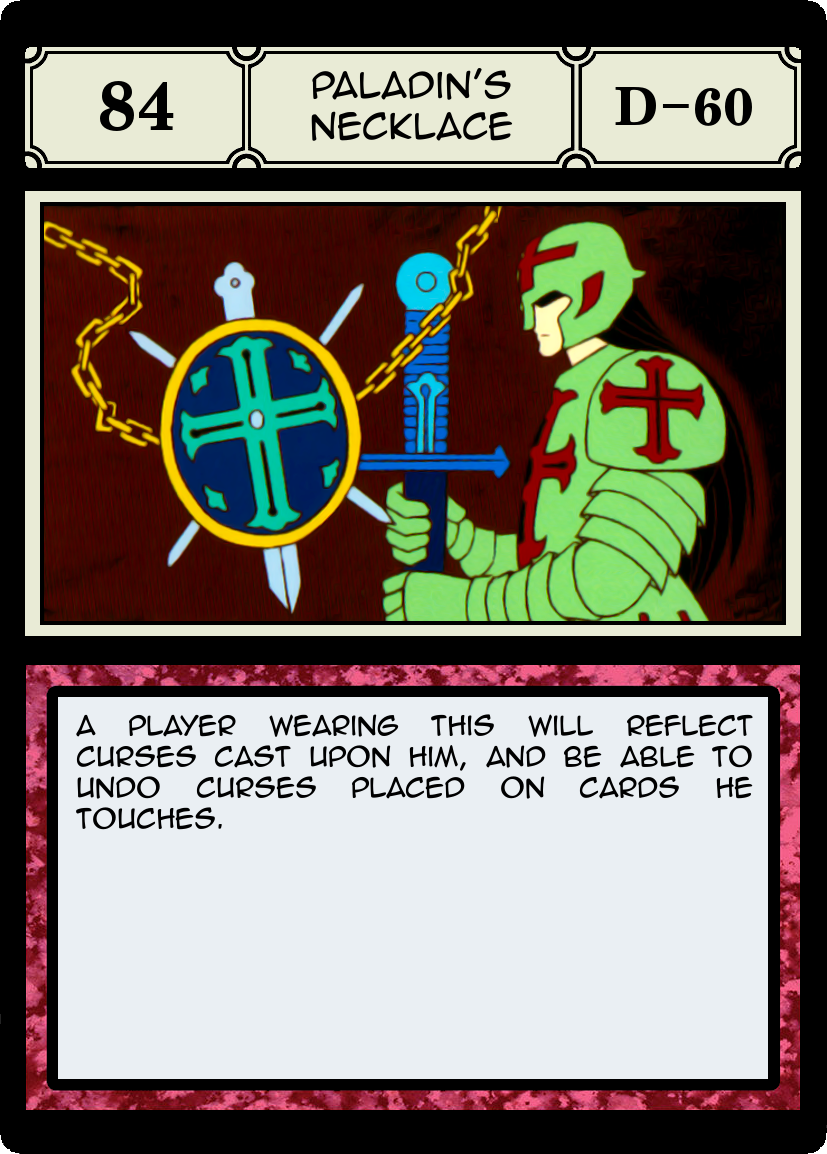 84
PALADIN'S
NECKLACE
D-60
A PLAYER WEARING THIS WILL REFLECT
CURSES CAST UPON HIM, AND BE ABLE TO
UNDO CURSES PLACED ON CARDS HE
TOUCHES.